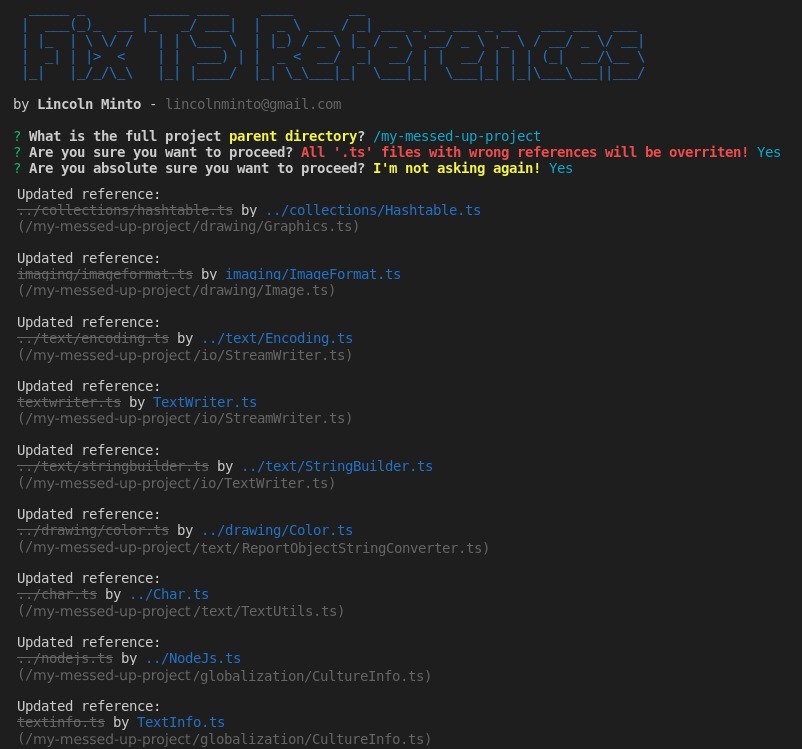 Fix TS References
by Lincoln Minto - lincolnminto@gmail.com
? What is the full project parent directory? /my-messed-up-project
? Are you sure you want to proceed? All '.ts' files with wrong references will be overriten! Yes
? Are you absolute sure you want to proceed? I'm not asking again! Yes
Updated reference:
../collections/hashtable.ts by ../collections/Hashtable.ts
(/my-messed-up-project/drawing/Graphics.ts)
Updated reference:
imaging/imageformat.ts by imaging/ImageFormat.ts
(/my-messed-up-project/drawing/Image.ts)
Updated reference:
../text/encoding.ts by ../text/Encoding.ts
(/my-messed-up-project/io/StreamWriter.ts)
Updated reference:
textwriter.ts by TextWriter.ts
(/my-messed-up-project/io/StreamWriter.ts)
Updated reference:
../text/stringbuilder.ts by ../text/StringBuilder.ts
(/my-messed-up-project/io/TextWriter.ts)
Updated reference:
../drawing/color.ts by ../drawing/Color.ts
(/my-messed-up-project/text/ReportObjectStringConverter.ts)
Updated reference:
../char.ts by ../Char.ts
(/my-messed-up-project/text/TextUtils.ts)
Updated reference:
../nodejs.ts by ../NodeJs.ts
(/my-messed-up-project/globalization/CultureInfo.ts)
Updated reference:
textinfo.ts by TextInfo.ts
(/my-messed-up-project/globalization/CultureInfo.ts)